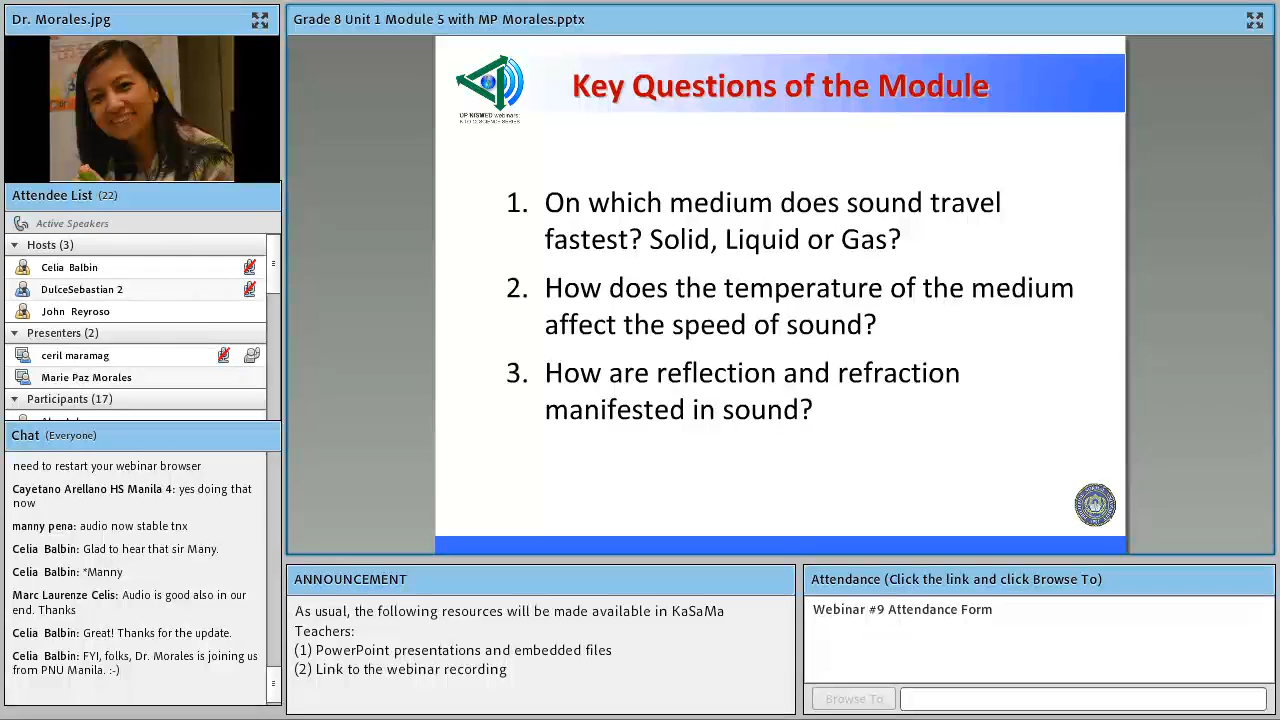 Dr. Morales.jpg
Attendee List (22)
Active Speakers
Hosts (3)
Celia Balbin
DulceSebastian 2
John Reyroso
Presenters (2)
ceril maramag
Marie Paz Morales
Participants (17)
Chat (Everyone)
need to restart your webinar browser
Cayetano Arellano HS Manila 4: yes doing that
now
manny pena: audio now stable tnx
Celia Balbin: Glad to hear that sir Many.
Celia Balbin: *Manny
Marc Laurenze Celis: Audio is good also in our
end. Thanks
Celia Balbin: Great! Thanks for the update.
Celia Balbin: FYI, folks, Dr. Morales is joining us
from PNU Manila. :-)
Grade 8 Unit 1 Module 5 with MP Morales.pptx
UP NISMED webinars:
K TO 12 SCIENCE SERIES
Key Questions of the Module
1. On which medium does sound travel
fastest? Solid, Liquid or Gas?
2. How does the temperature of the medium
affect the speed of sound?
3. How are reflection and refraction
manifested in sound?
ANNOUNCEMENT
As usual, the following resources will be made available in KaSaMa
Teachers:
(1) PowerPoint presentations and embedded files
(2) Link to the webinar recording
Attendance (Click the link and click Browse To)
Webinar #9 Attendance Form
Browse To